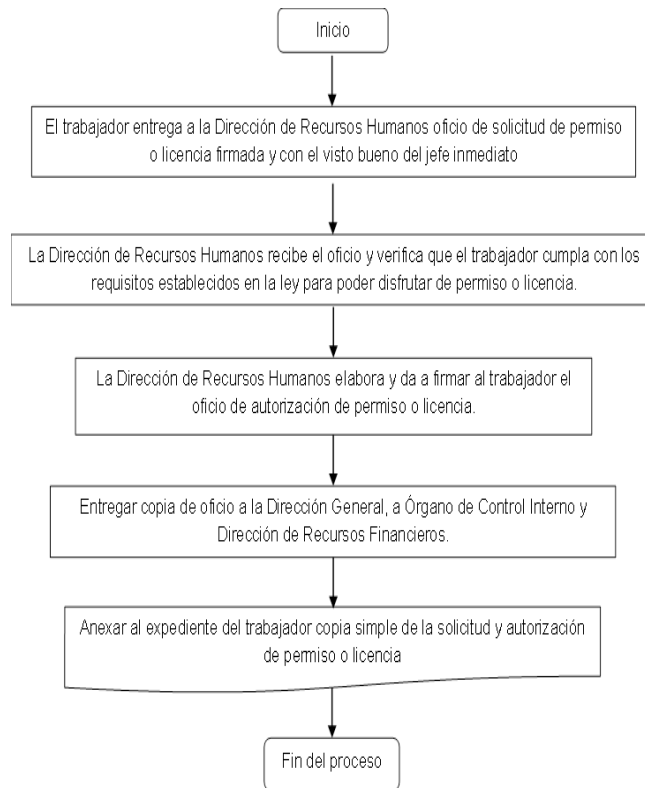 Inicio
El trabajador entrega a la Dirección de Recursos Humanos oficio de solicitud de permiso
o licencia firmada y con el visto bueno del jefe inmediato
La Dirección de Recursos Humanos recibe el oficio y verifica que el trabajador cumpla con los
requisitos establecidos en la ley para poder disfrutar de permiso o licencia.
La Dirección de Recursos Humanos elabora y da a firmar al trabajador el
oficio de autorización de permiso o licencia.
Entregar copia de oficio a la Dirección General, a Órgano de Control Interno y
Dirección de Recursos Financieros.
Anexar al expediente del trabajador copia simple de la solicitud y autorización
de permiso o licencia
Fin del proceso